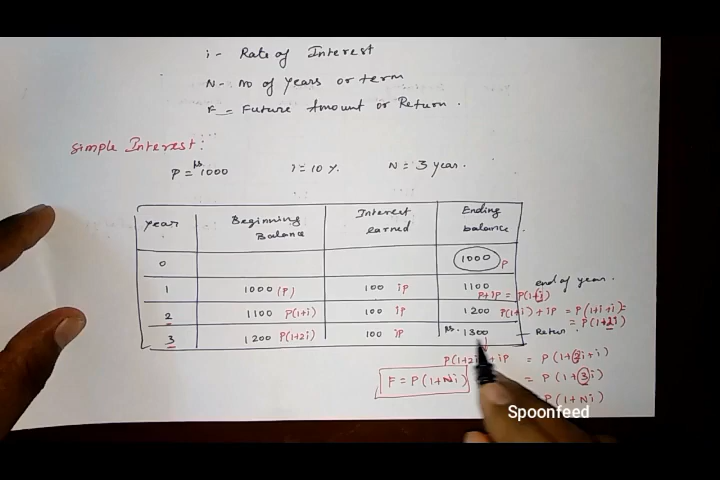 i - Rate of Interest
N - No of years or term
F - Future Amount or Return.
Simple Interest:
P = Rs 1000 i = 10 %. N = 3 year.
year Beginning Balance Interest earned Ending balance
0 1000 P
1 1000 (P) 100 iP 1100 end of year.
P+iP = P(1+i)
2 1100 P(1+i) 100 iP 1200 P(1+i) + iP = P(1+i+i) =
= P(1+2i)
3 1200 P(1+2i) 100 iP Rs. 1300 - Return.
P(1+2i)+iP = P(1+2i+i)
F = P(1+Ni) = P(1+3i)
P(1+Ni)
Spoonfeed